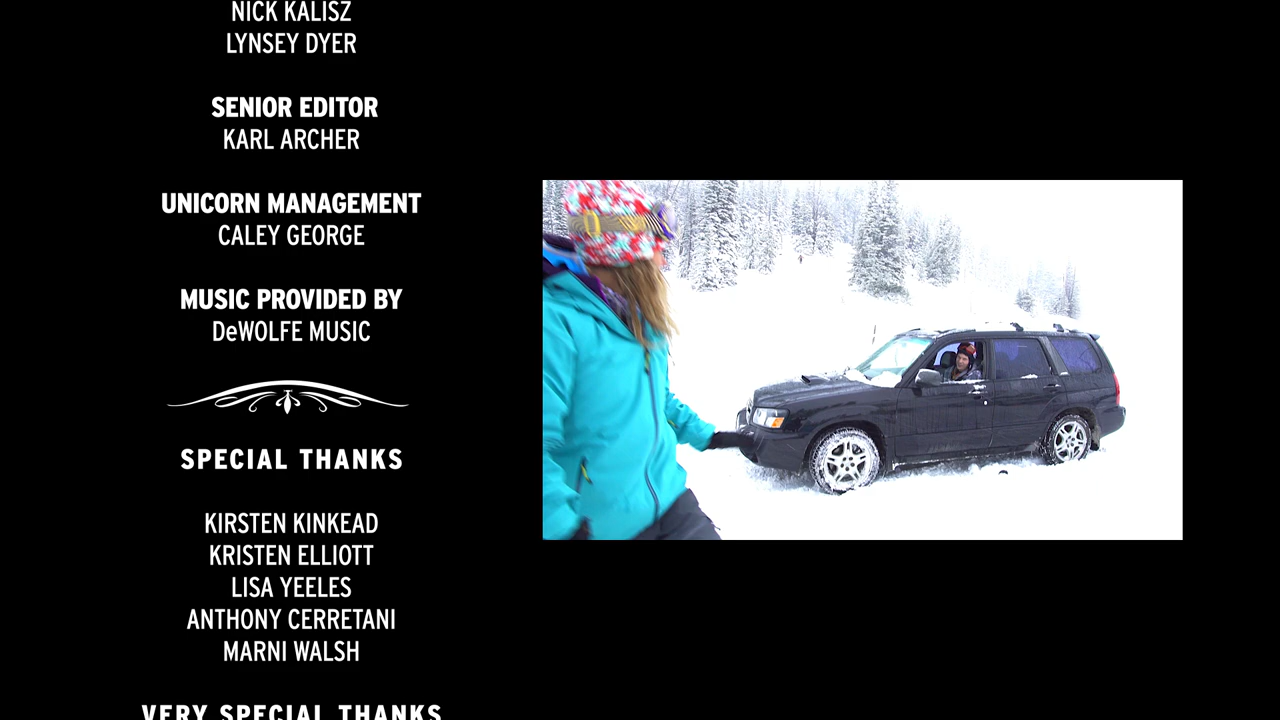 NICK KALISZ
LYNSEY DYER
SENIOR EDITOR
KARL ARCHER
UNICORN MANAGEMENT
CALEY GEORGE
MUSIC PROVIDED BY
DeWOLFE MUSIC
SPECIAL THANKS
KIRSTEN KINKEAD
KRISTEN ELLIOTT
LISA YEELES
ANTHONY CERRETANI
MARNI WALSH
VERY SPECIAL THANKS